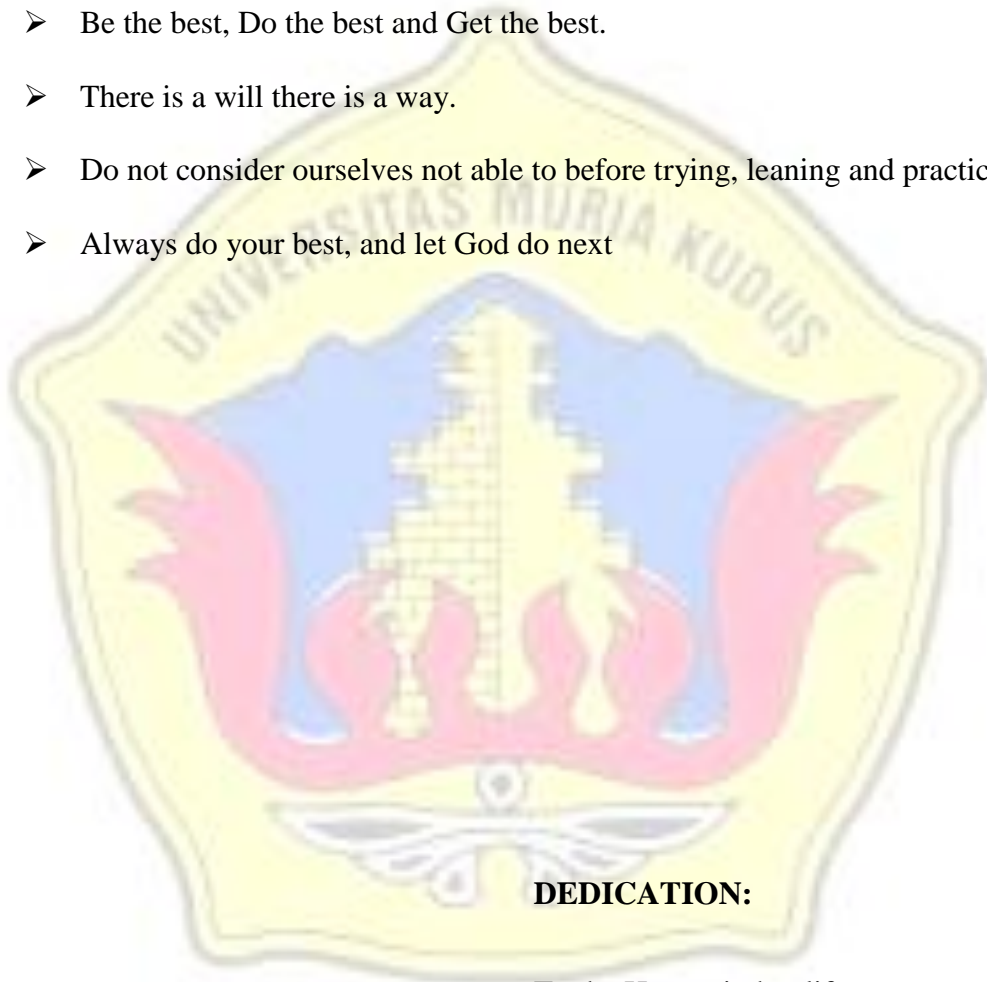 ➢ Be the best, Do the best and Get the best.
➢ There is a will there is a way.
➢ Do not consider ourselves not able to before trying, leaning and practic
➢ Always do your best, and let God do next
UNIVERSITAS MURIA KUDUS
DEDICATION: